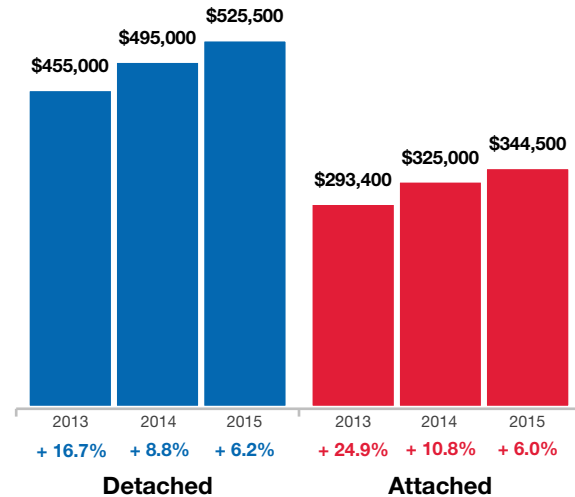 $455,000
$495,000
$525,500
$293,400
$325,000
$344,500
2013 2014 2015 2013 2014 2015
+ 16.7% + 8.8% + 6.2% + 24.9% + 10.8% + 6.0%
Detached Attached